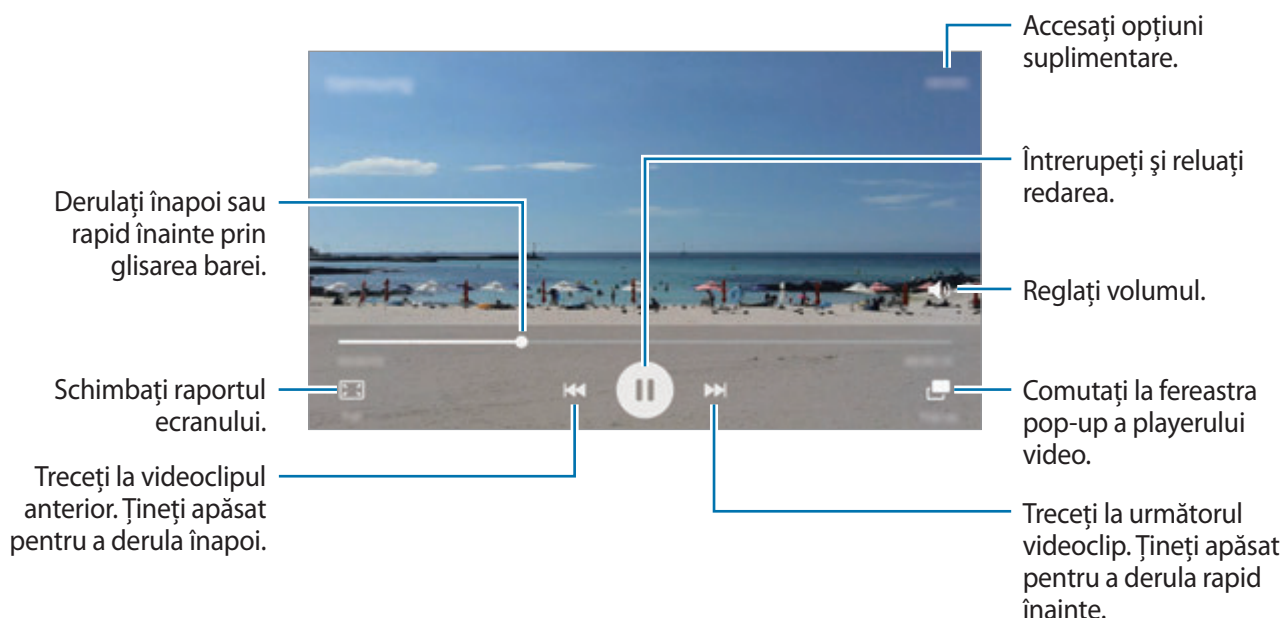 Accesați opțiuni
suplimentare.
Întrerupeți şi reluați
redarea.
Derulați înapoi sau
rapid înainte prin
glisarea barei.
Reglați volumul.
Schimbați raportul
ecranului.
Comutați la fereastra
pop-up a playerului
video.
Treceți la videoclipul
anterior. Țineți apăsat
pentru a derula înapoi.
Treceți la următorul
videoclip. Țineți apăsat
pentru a derula rapid
înainte.